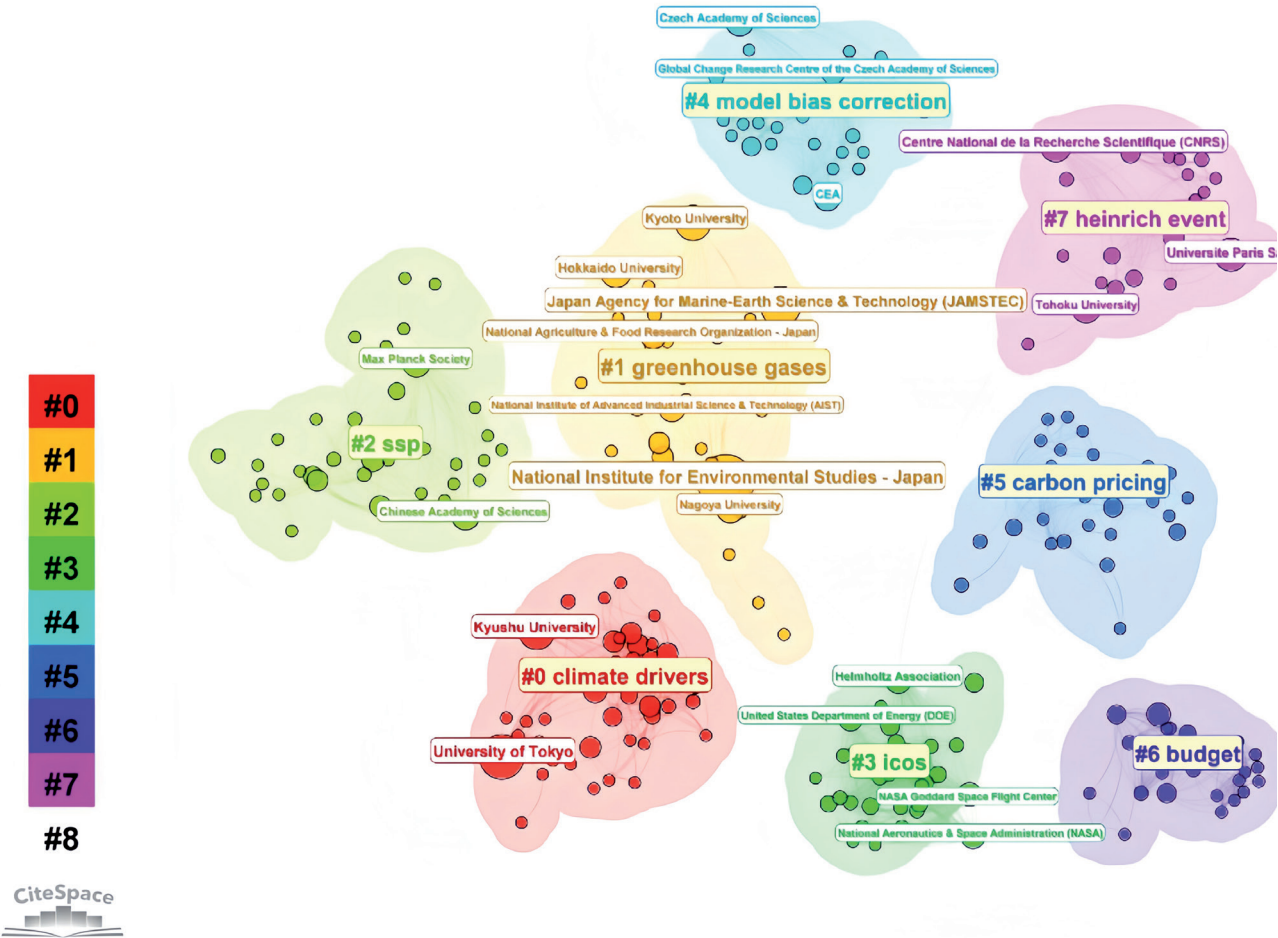 Czech Academy of Sciences
Global Change Research Centre of the Czech Academy of Sciences
#4 model bias correction
CEA
Centre National de la Recherche Scientifique (CNRS)
#7 heinrich event
Universite Paris Sa
Tohoku University
Kyoto University
Hokkaido University
Japan Agency for Marine-Earth Science & Technology (JAMSTEC)
National Agriculture & Food Research Organization - Japan
#1 greenhouse gases
National Institute of Advanced Industrial Science & Technology (AIST)
National Institute for Environmental Studies - Japan
Nagoya University
Max Planck Society
#2 ssp
Chinese Academy of Sciences
#5 carbon pricing
Kyushu University
#0 climate drivers
University of Tokyo
Helmholtz Association
United States Department of Energy (DOE)
#3 icos
NASA Goddard Space Flight Center
National Aeronautics & Space Administration (NASA)
#6 budget
#0
#1
#2
#3
#4
#5
#6
#7
#8
CiteSpace